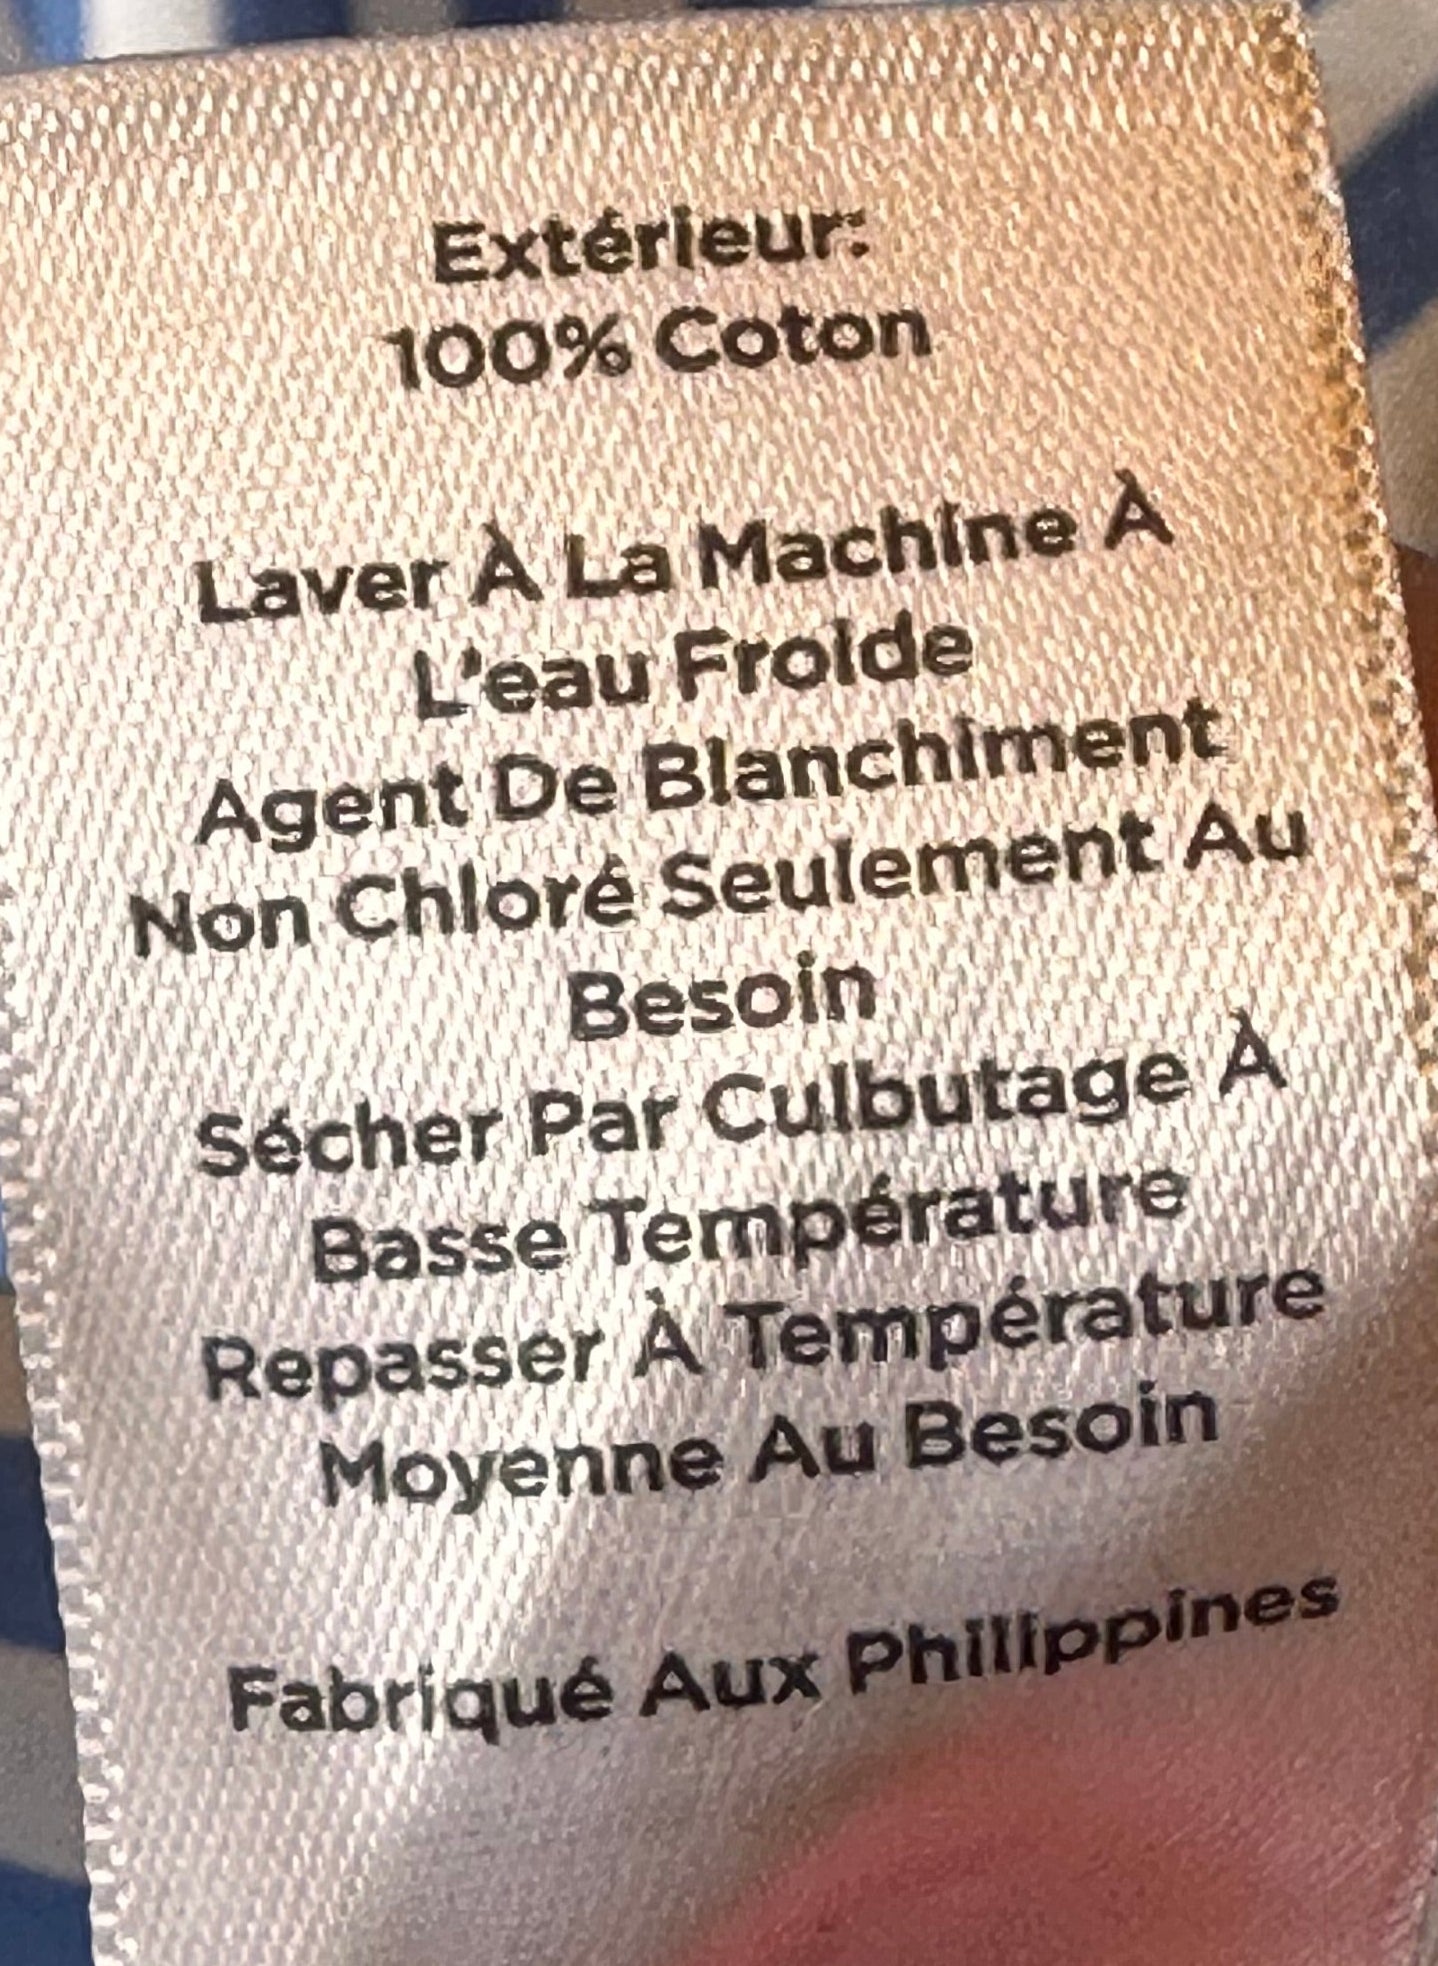 Extérieur:
100% Coton
Laver À La Machine À
L'eau Froide
Agent De Blanchiment
Non Chloré Seulement Au
Besoin
Sécher Par Culbutage À
Basse Température
Repasser À Température
Moyenne Au Besoin
Fabriqué Aux Philippines